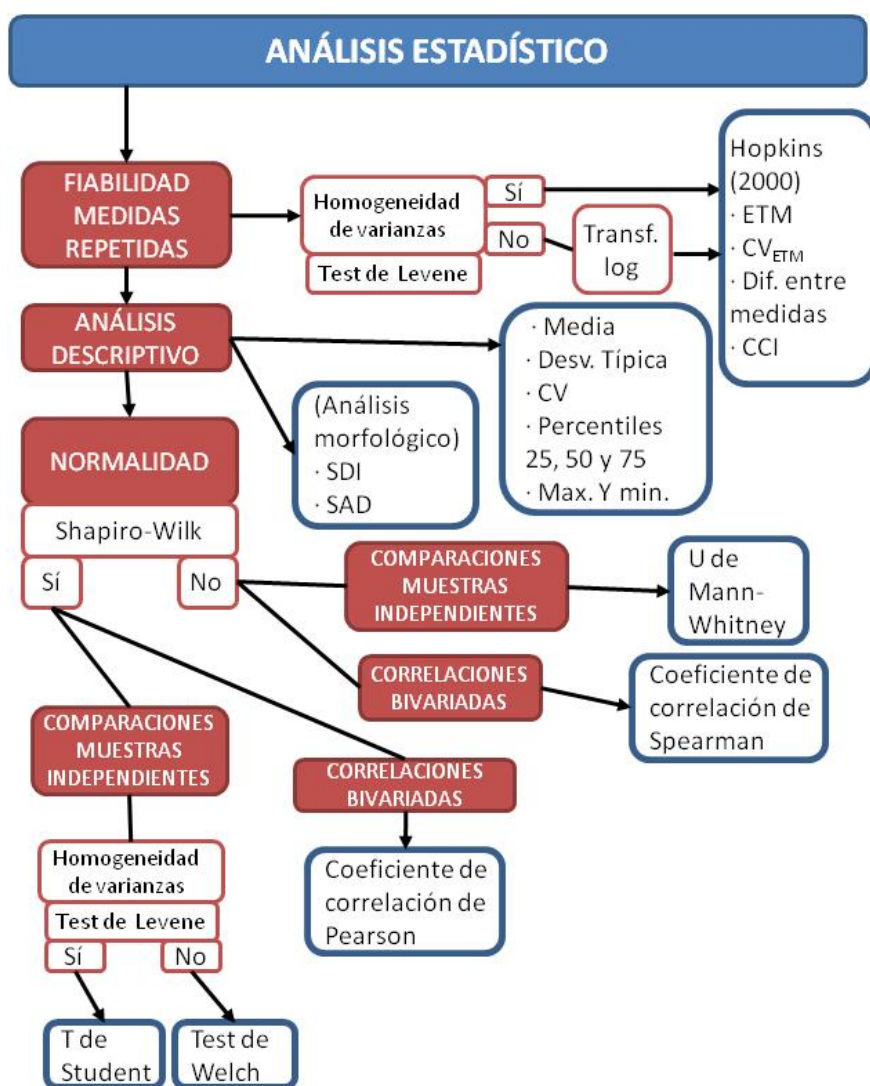 ANÁLISIS ESTADÍSTICO
FIABILIDAD
MEDIDAS
REPETIDAS
Homogeneidad
de varianzas
Test de Levene
Sí
No
Transf.
log
Hopkins
(2000)
· ETM
· CV_ETM
· Dif. entre
medidas
· CCI
ANÁLISIS
DESCRIPTIVO
(Análisis
morfológico)
· SDI
· SAD
· Media
· Desv. Típica
· CV
· Percentiles
25, 50 y 75
· Max. Y min.
NORMALIDAD
Shapiro-Wilk
Sí
No
COMPARACIONES
MUESTRAS
INDEPENDIENTES
U de
Mann-
Whitney
CORRELACIONES
BIVARIADAS
Coeficiente de
correlación de
Spearman
COMPARACIONES
MUESTRAS
INDEPENDIENTES
CORRELACIONES
BIVARIADAS
Homogeneidad
de varianzas
Test de Levene
Sí
No
Coeficiente de
correlación de
Pearson
T de
Student
Test de
Welch